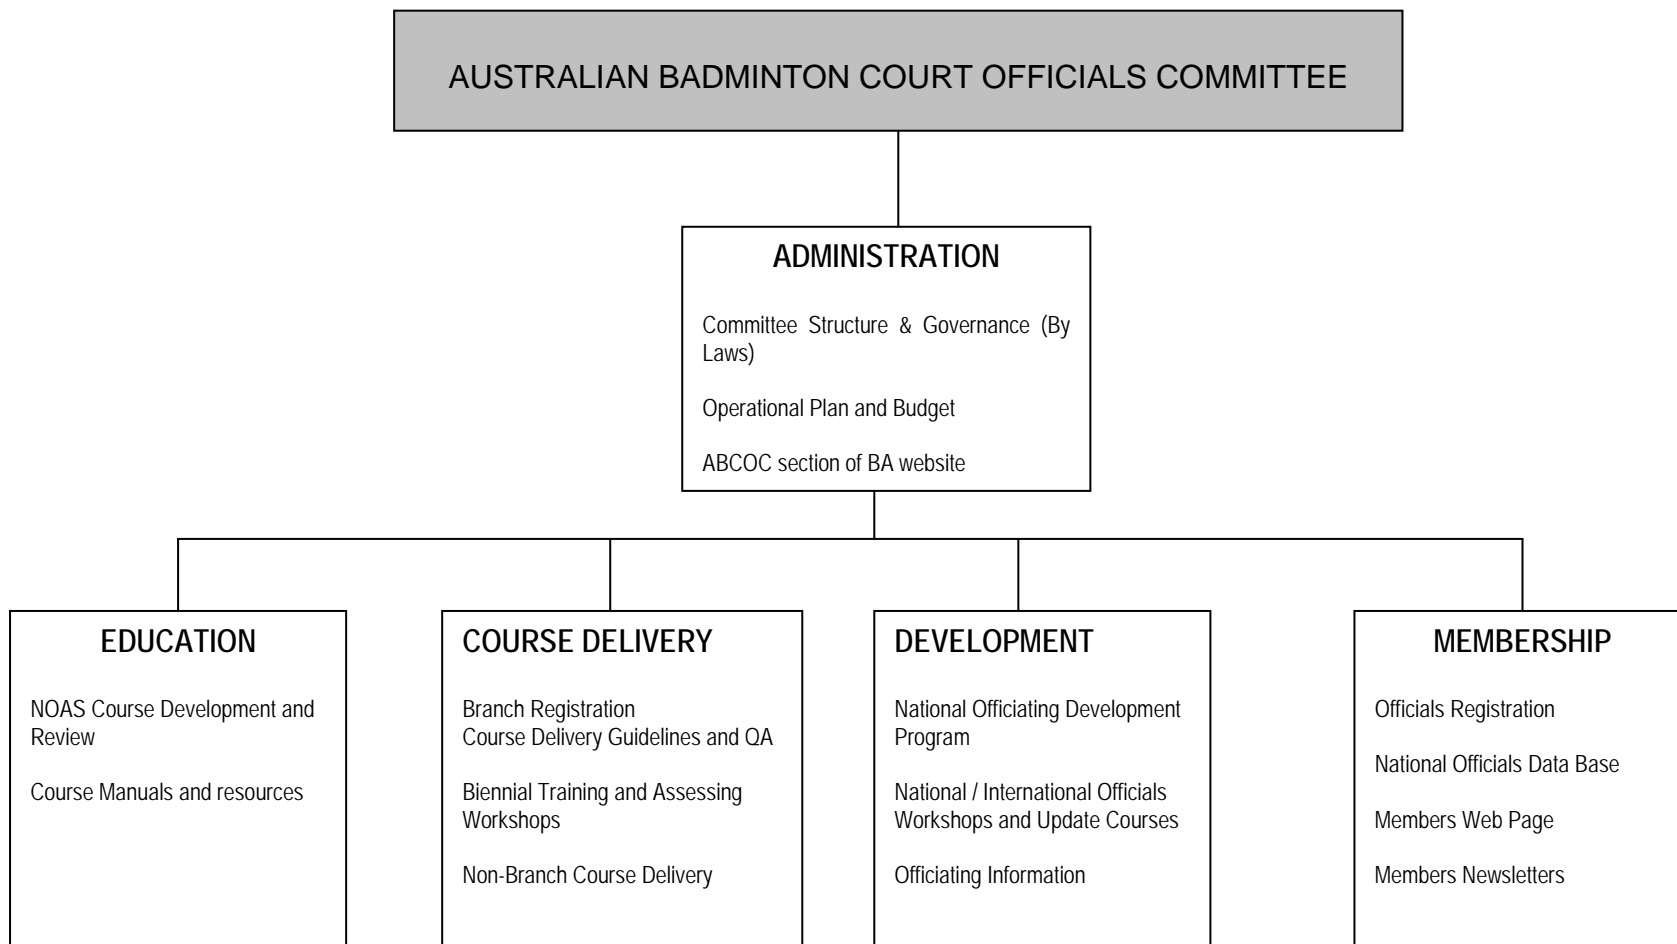 AUSTRALIAN BADMINTON COURT OFFICIALS COMMITTEE
ADMINISTRATION
Committee Structure & Governance (By
Laws)
Operational Plan and Budget
ABCOC section of BA website
EDUCATION
NOAS Course Development and
Review
Course Manuals and resources
COURSE DELIVERY
Branch Registration
Course Delivery Guidelines and QA
Biennial Training and Assessing
Workshops
Non-Branch Course Delivery
DEVELOPMENT
National Officiating Development
Program
National / International Officials
Workshops and Update Courses
Officiating Information
MEMBERSHIP
Officials Registration
National Officials Data Base
Members Web Page
Members Newsletters